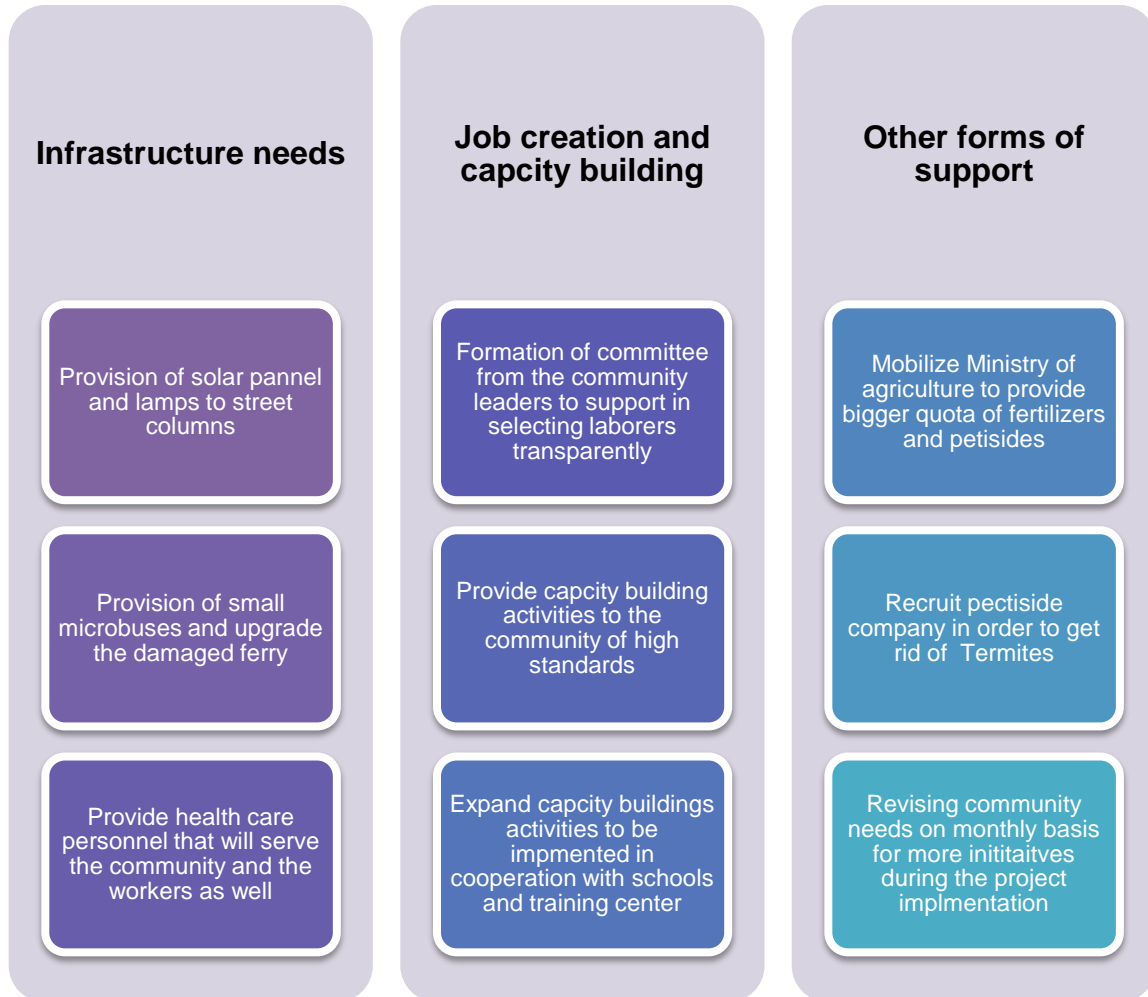 Infrastructure needs
Provision of solar pannel
and lamps to street
columns
Provision of small
microbuses and upgrade
the damaged ferry
Provide health care
personnel that will serve
the community and the
workers as well
Job creation and
capcity building
Formation of committee
from the community
leaders to support in
selecting laborers
transparently
Provide capcity building
activities to the
community of high
standards
Expand capcity buildings
activities to be
impmented in
cooperation with schools
and training center
Other forms of
support
Mobilize Ministry of
agriculture to provide
bigger quota of fertilizers
and petisides
Recruit pectiside
company in order to get
rid of  Termites
Revising community
needs on monthly basis
for more inititaitves
during the project
implmentation